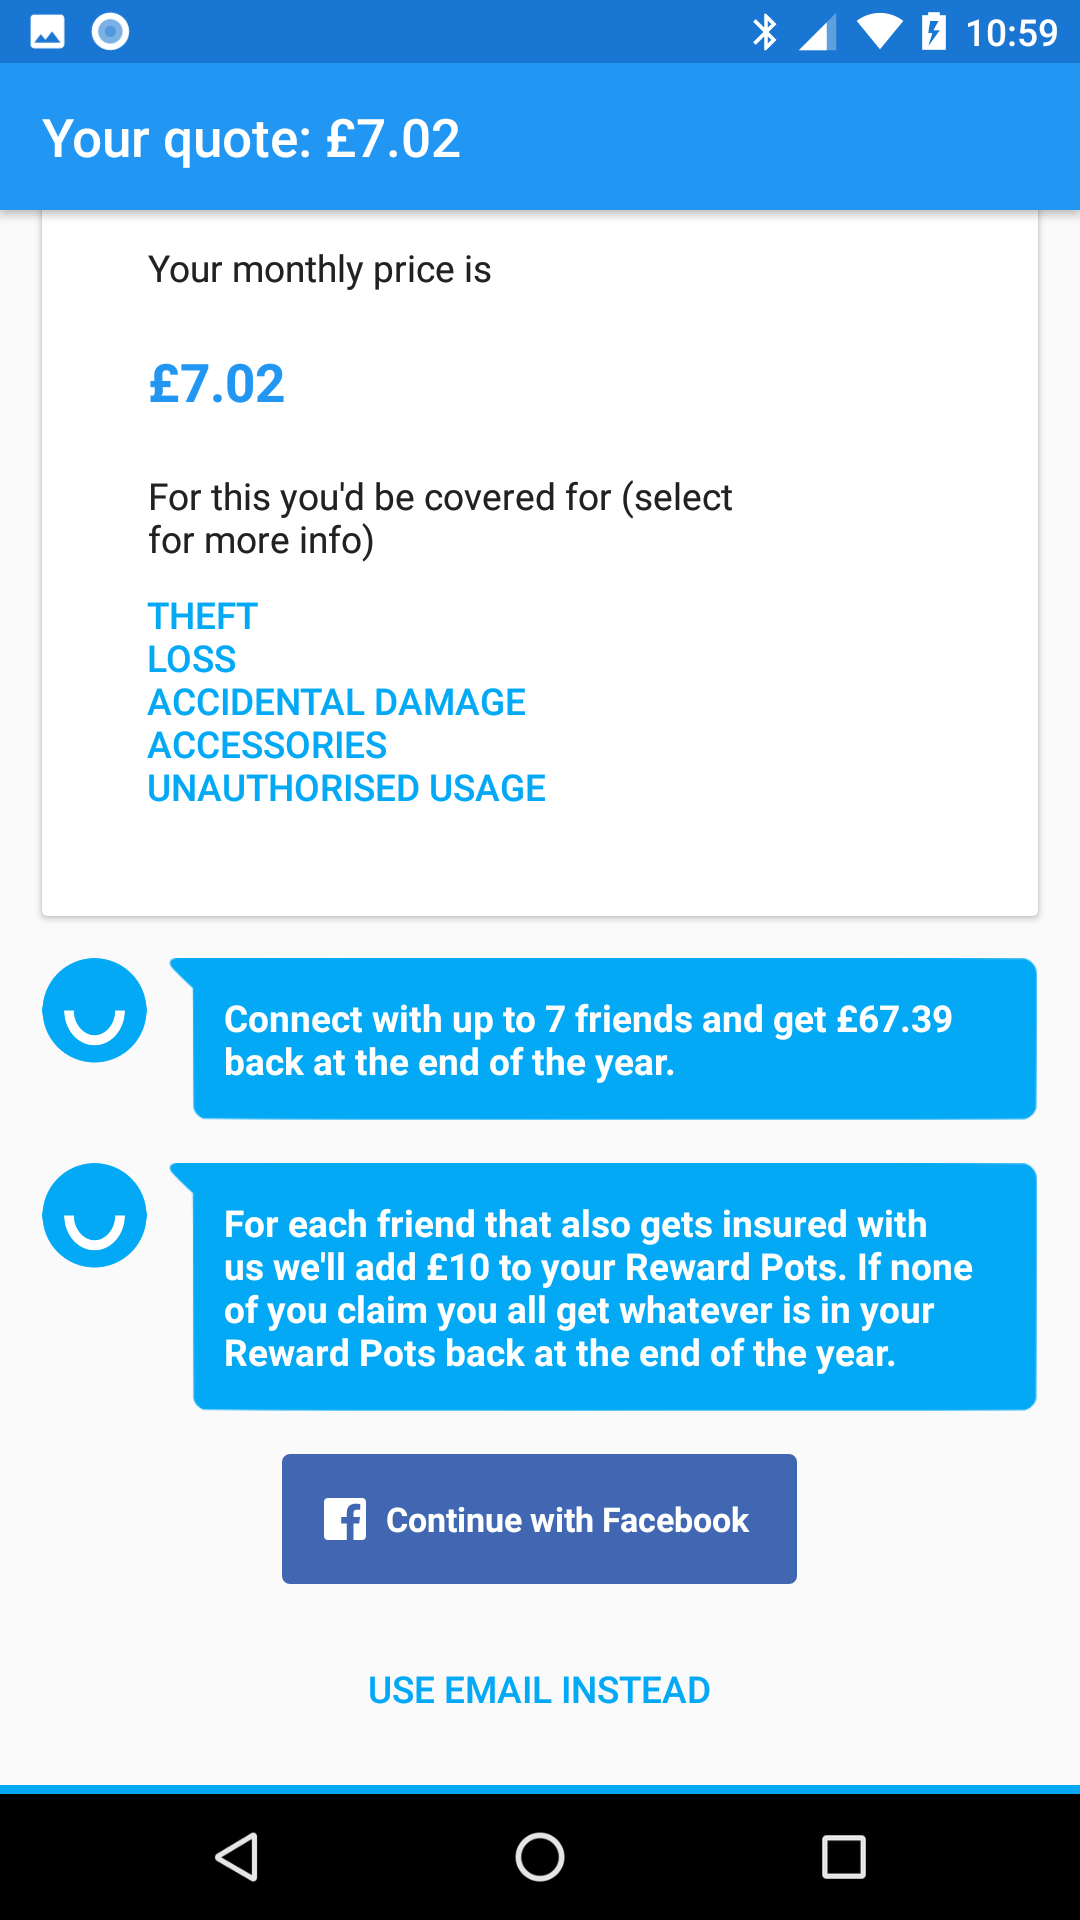 10:59
Your quote: £7.02
Your monthly price is
£7.02
For this you'd be covered for (select
for more info)
THEFT
LOSS
ACCIDENTAL DAMAGE
ACCESSORIES
UNAUTHORISED USAGE
Connect with up to 7 friends and get £67.39
back at the end of the year.
For each friend that also gets insured with
us we'll add £10 to your Reward Pots. If none
of you claim you all get whatever is in your
Reward Pots back at the end of the year.
Continue with Facebook
USE EMAIL INSTEAD